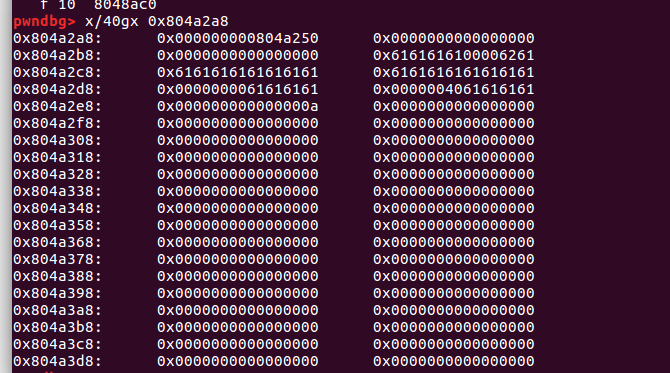 f 10 8048ac0
pwndbg> x/40gx 0x804a2a8
0x804a2a8: 0x000000000804a250 0x0000000000000000
0x804a2b8: 0x0000000000000000 0x6161616100006261
0x804a2c8: 0x6161616161616161 0x6161616161616161
0x804a2d8: 0x0000000061616161 0x0000004061616161
0x804a2e8: 0x000000000000000a 0x0000000000000000
0x804a2f8: 0x0000000000000000 0x0000000000000000
0x804a308: 0x0000000000000000 0x0000000000000000
0x804a318: 0x0000000000000000 0x0000000000000000
0x804a328: 0x0000000000000000 0x0000000000000000
0x804a338: 0x0000000000000000 0x0000000000000000
0x804a348: 0x0000000000000000 0x0000000000000000
0x804a358: 0x0000000000000000 0x0000000000000000
0x804a368: 0x0000000000000000 0x0000000000000000
0x804a378: 0x0000000000000000 0x0000000000000000
0x804a388: 0x0000000000000000 0x0000000000000000
0x804a398: 0x0000000000000000 0x0000000000000000
0x804a3a8: 0x0000000000000000 0x0000000000000000
0x804a3b8: 0x0000000000000000 0x0000000000000000
0x804a3c8: 0x0000000000000000 0x0000000000000000
0x804a3d8: 0x0000000000000000 0x0000000000000000